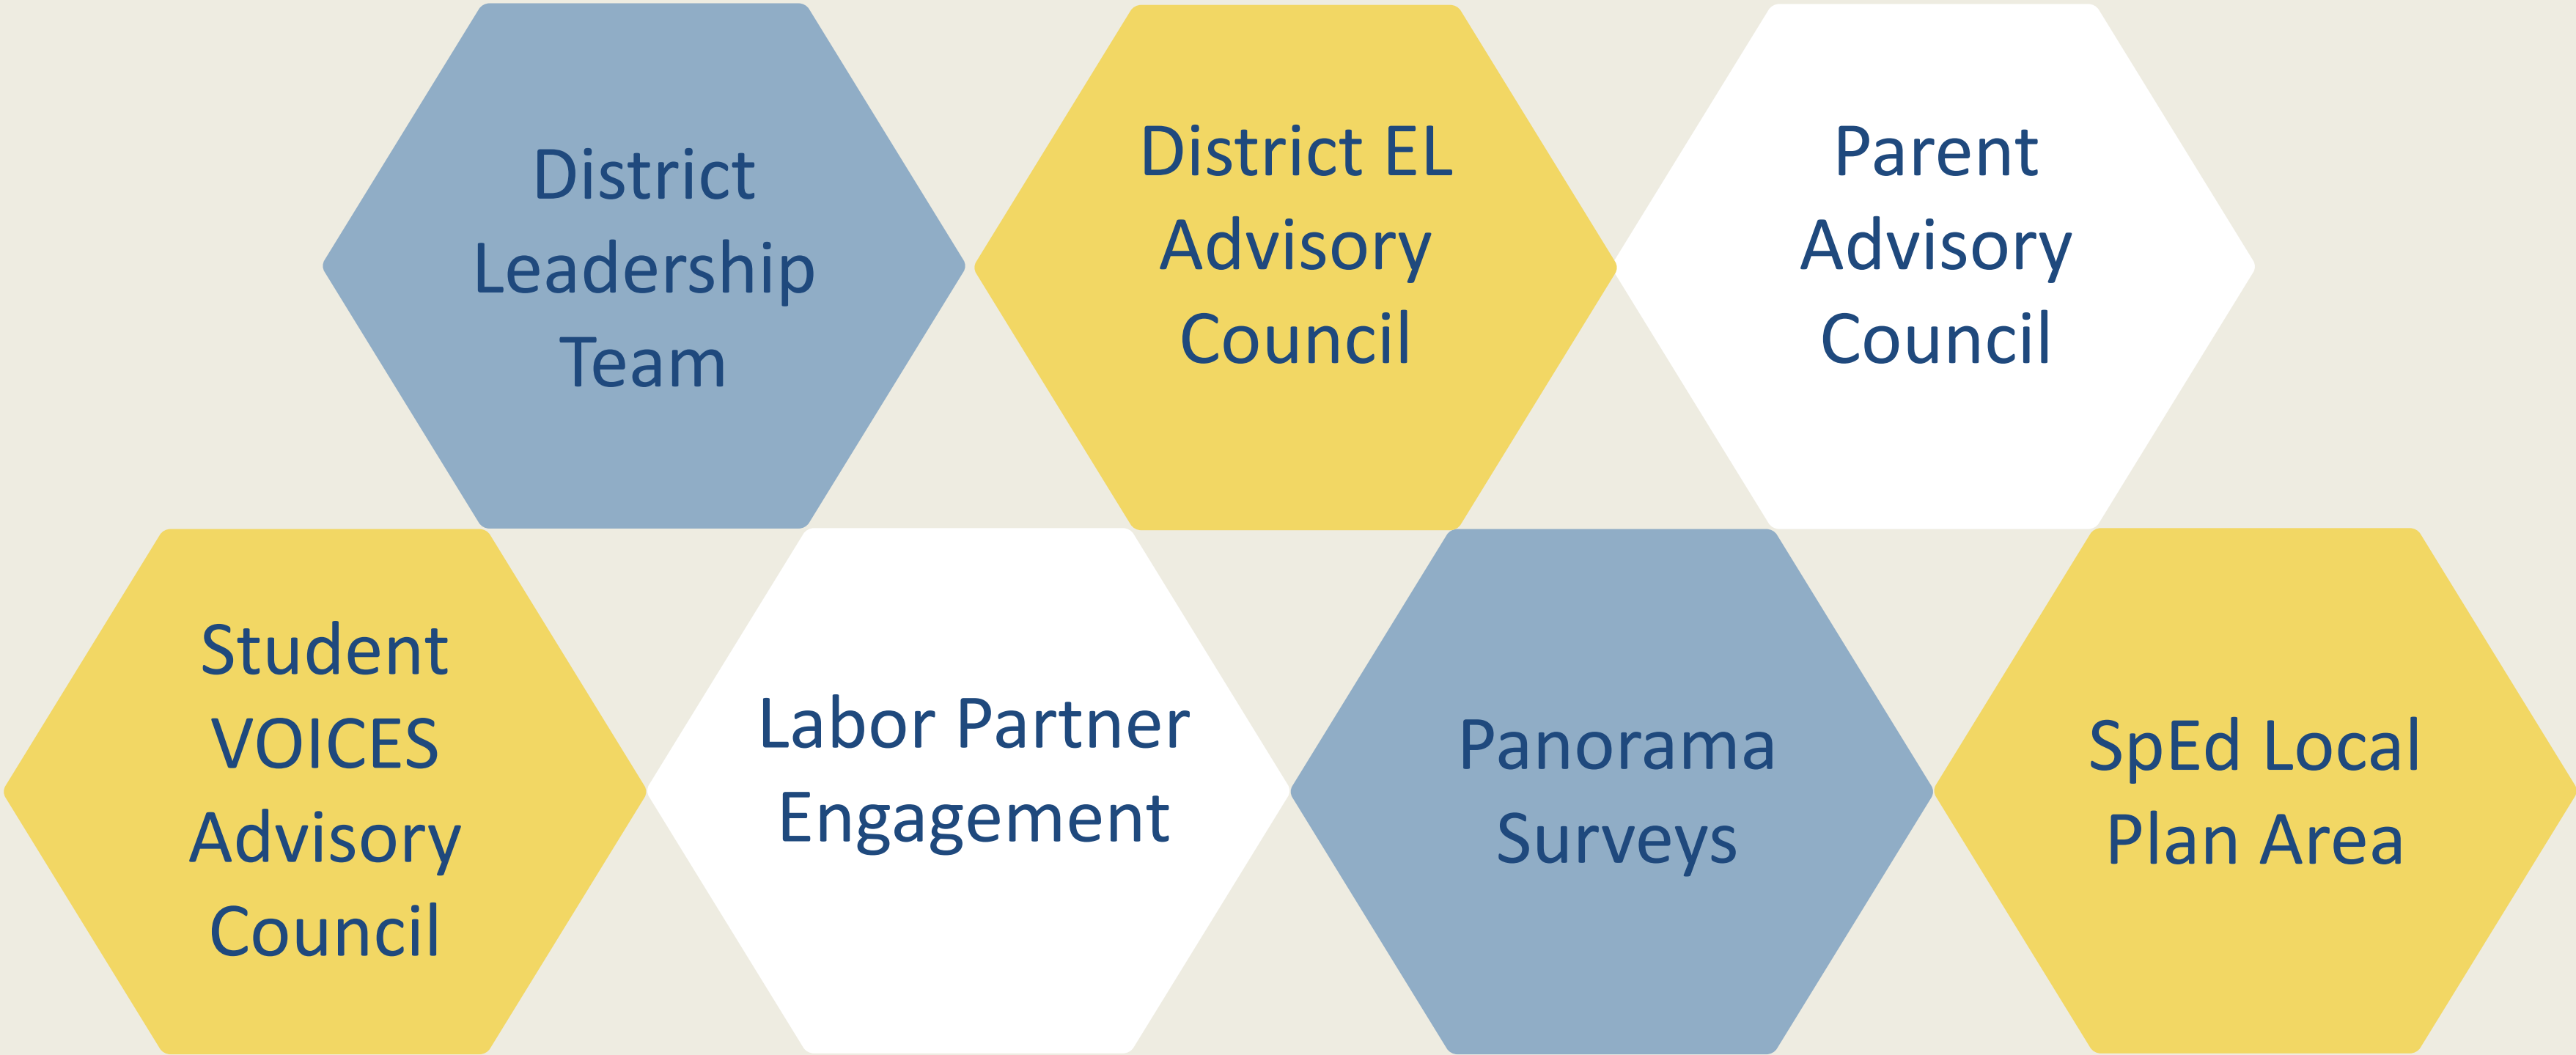 District
Leadership
Team
District EL
Advisory
Council
Parent
Advisory
Council
Student
VOICES
Advisory
Council
Labor Partner
Engagement
Panorama
Surveys
SpEd Local
Plan Area